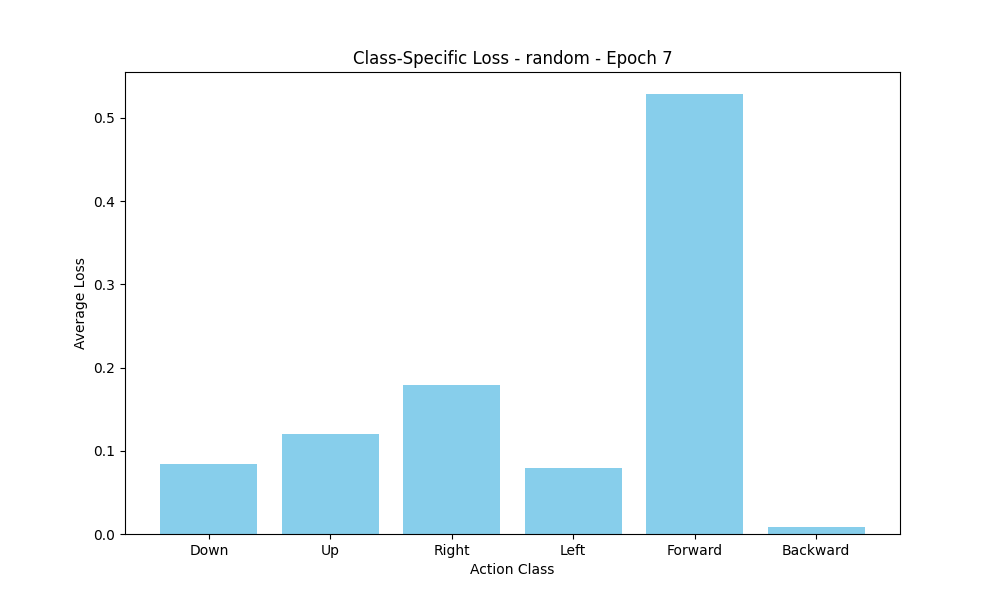 Class-Specific Loss - random - Epoch 7
Average Loss
0.5
0.4
0.3
0.2
0.1
0.0
Down Up Right Left Forward Backward
Action Class